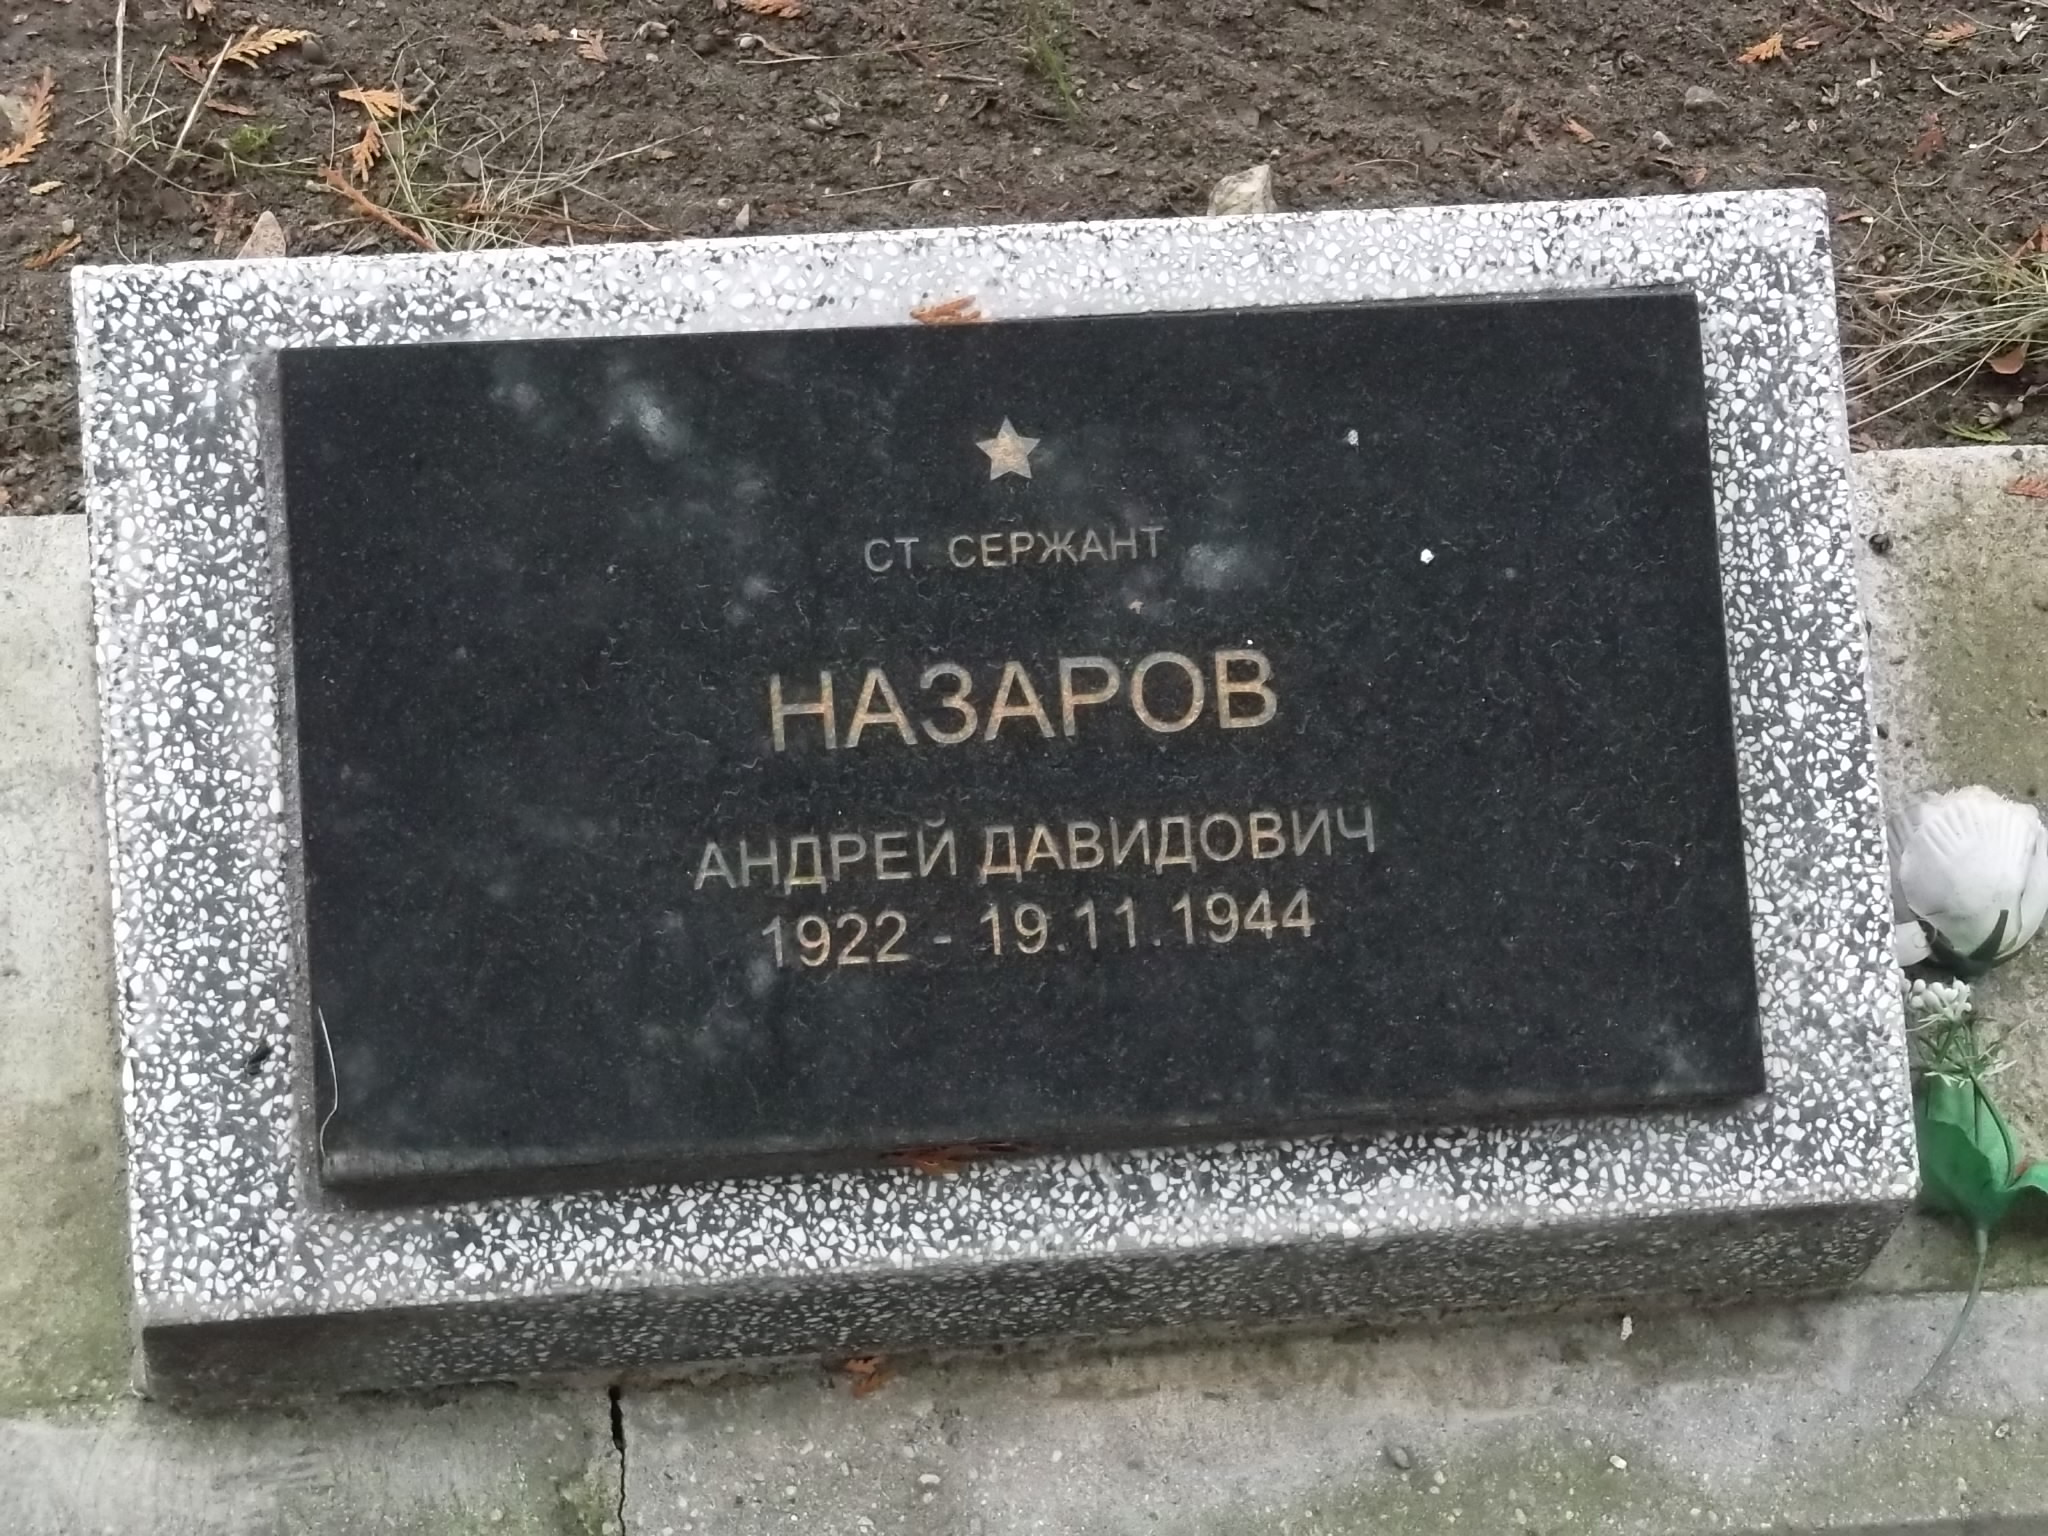 СТ СЕРЖАНТ
НАЗАРОВ
АНДРЕЙ ДАВИДОВИЧ
1922 - 19.11.1944